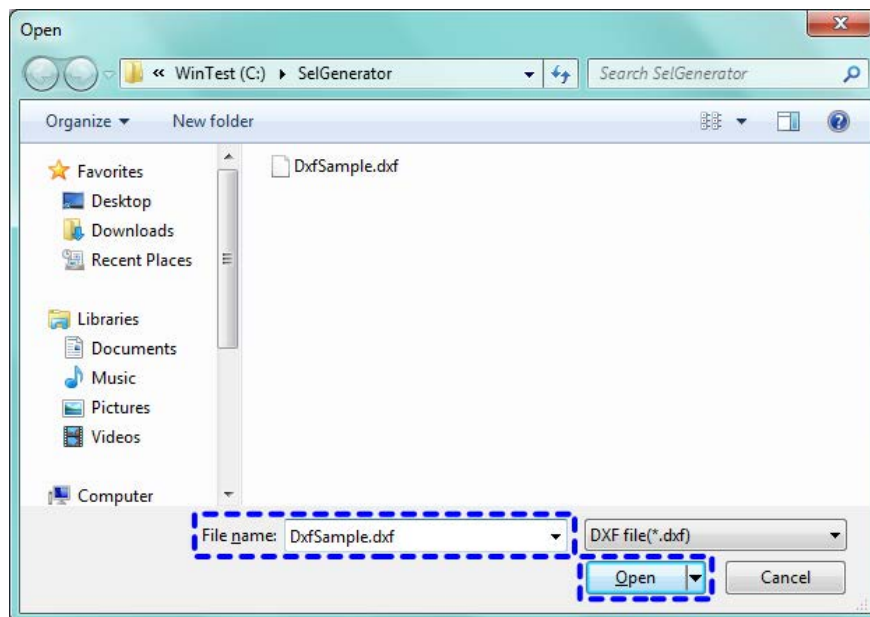 Open
« WinTest (C:) ▸ SelGenerator
Search SelGenerator
Organize
New folder
Favorites
Desktop
Downloads
Recent Places
Libraries
Documents
Music
Pictures
Videos
Computer
DxfSample.dxf
File name: DxfSample.dxf
DXF file(*.dxf)
Open
Cancel